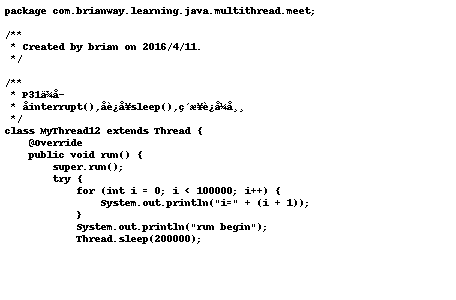 package com.brianway.learning.java.multithread.meet;
/**
 * Created by brian on 2016/4/11.
 */
/**
 * P31ä¾å­
 * åinterrupt(),åè¿å¥sleep(),ç´æ¥è¿å¼å¸¸
 */
class MyThread12 extends Thread {
    @Override
    public void run() {
        super.run();
        try {
            for (int i = 0; i < 100000; i++) {
                System.out.println("i=" + (i + 1));
            }
            System.out.println("run begin");
            Thread.sleep(200000);